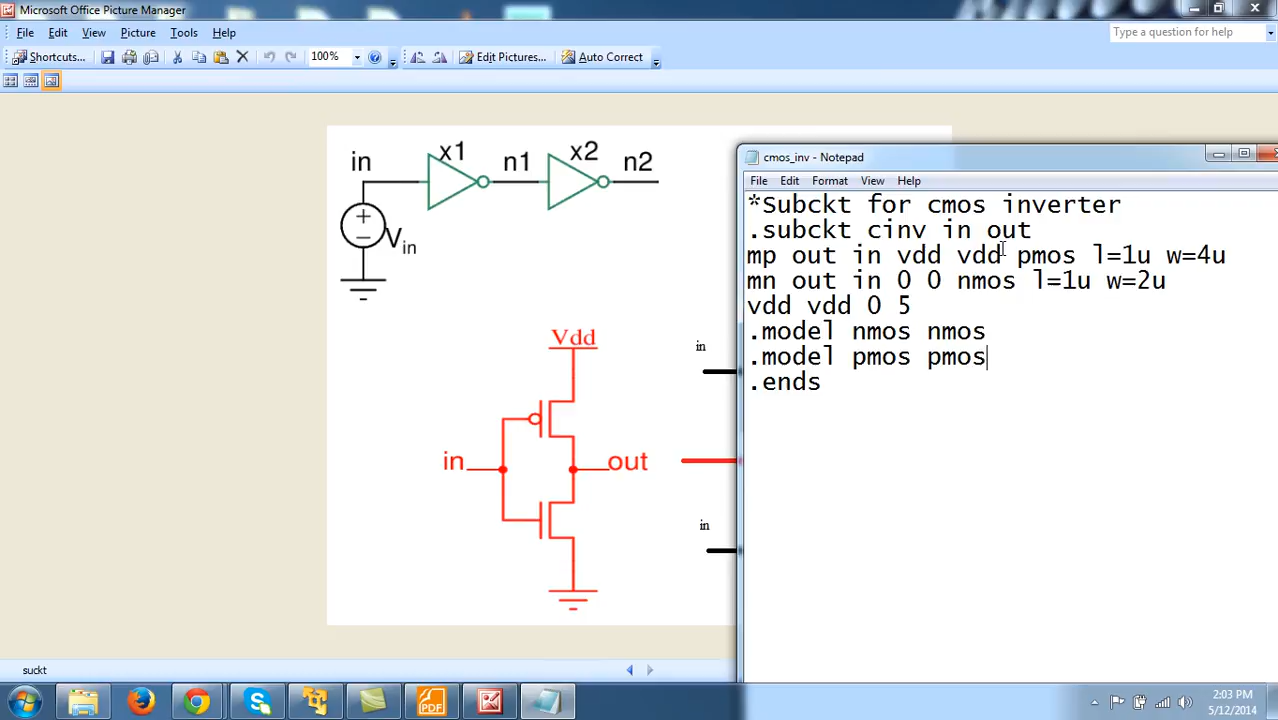 Microsoft Office Picture Manager
File Edit View Picture Tools Help
Type a question for help
Shortcuts...
100%
Edit Pictures...
Auto Correct
in
x1
n1
x2
n2
+
−
Vin
Vdd
in
out
in
in
cmos_inv - Notepad
File Edit Format View Help
*Subckt for cmos inverter
.subckt cinv in out
mp out in vdd vdd pmos l=1u w=4u
mn out in 0 0 nmos l=1u w=2u
vdd vdd 0 5
.model nmos nmos
.model pmos pmos
.ends
suckt
2:03 PM
5/12/2014